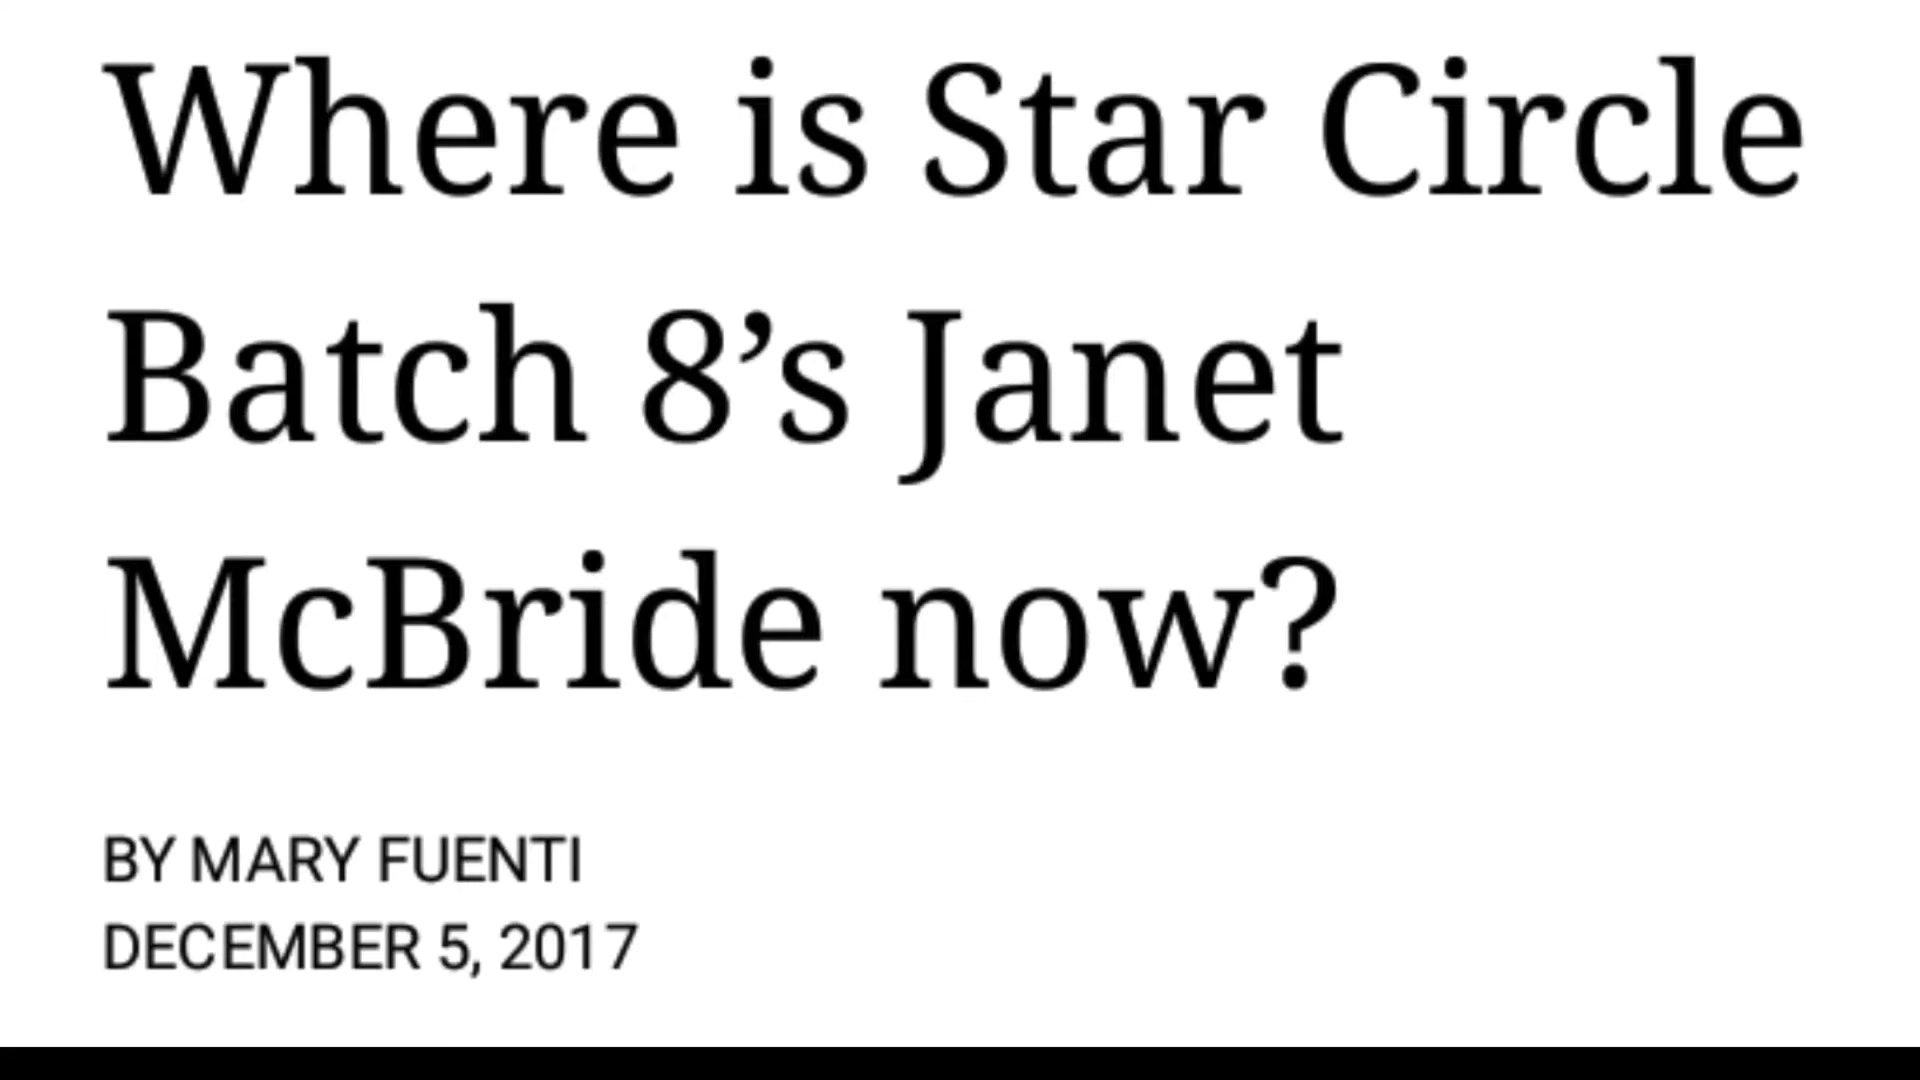 Where is Star Circle
Batch 8’s Janet
McBride now?
BY MARY FUENTI
DECEMBER 5, 2017